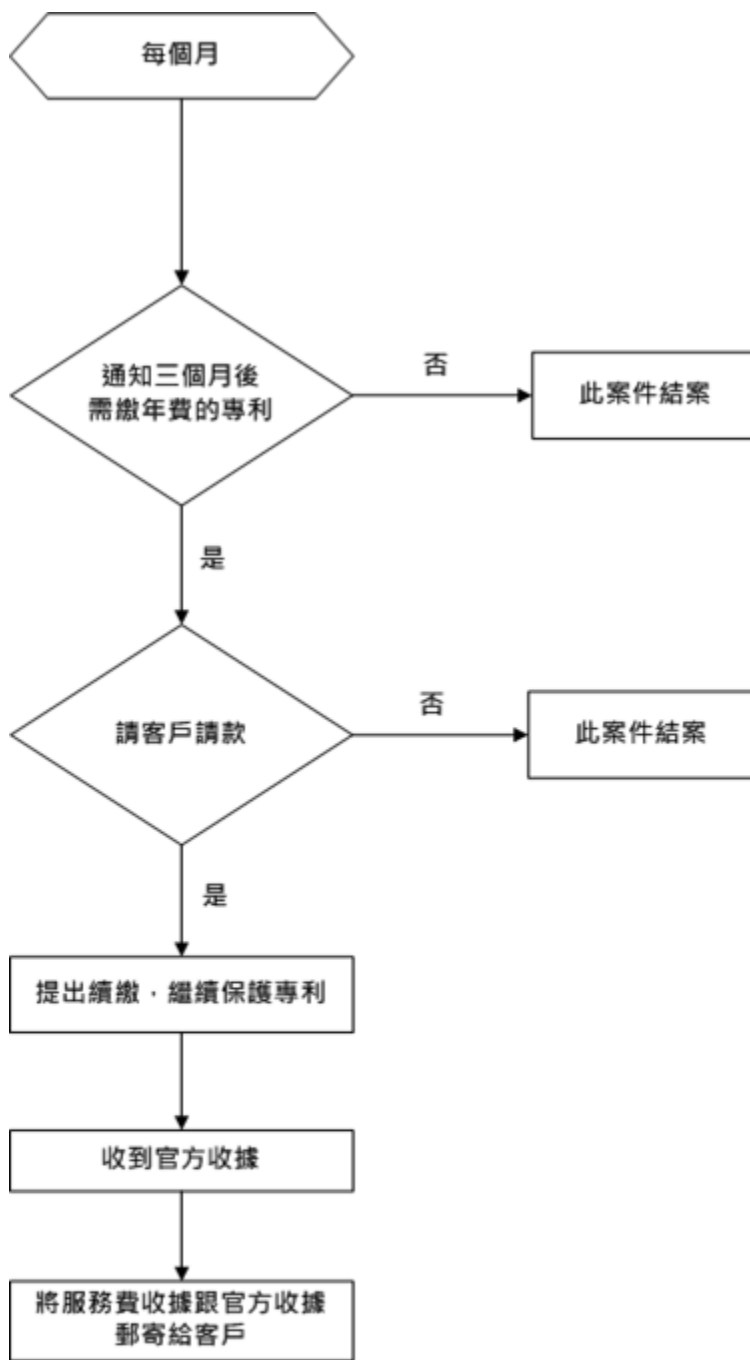 每個月
通知三個月後
需繳年費的專利
否
此案件結案
是
請客戶請款
否
此案件結案
是
提出續繳，繼續保護專利
收到官方收據
將服務費收據跟官方收據
郵寄給客戶